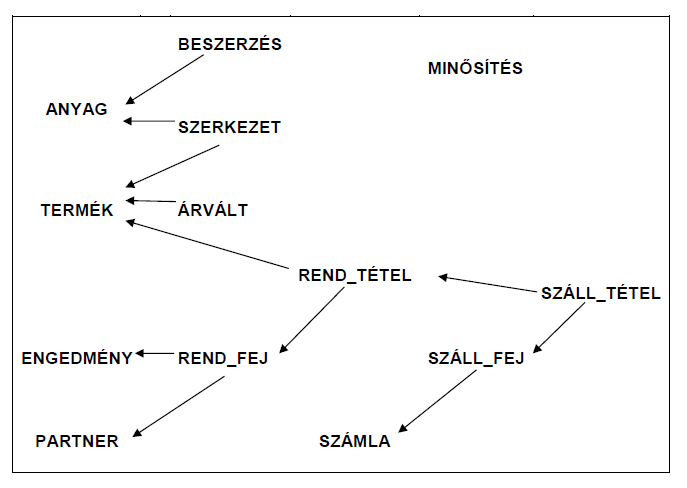 BESZERZÉS
MINŐSÍTÉS
ANYAG
SZERKEZET
TERMÉK
ÁRVÁLT
REND_TÉTEL
SZÁLL_TÉTEL
ENGEDMÉNY
REND_FEJ
SZÁLL_FEJ
PARTNER
SZÁMLA